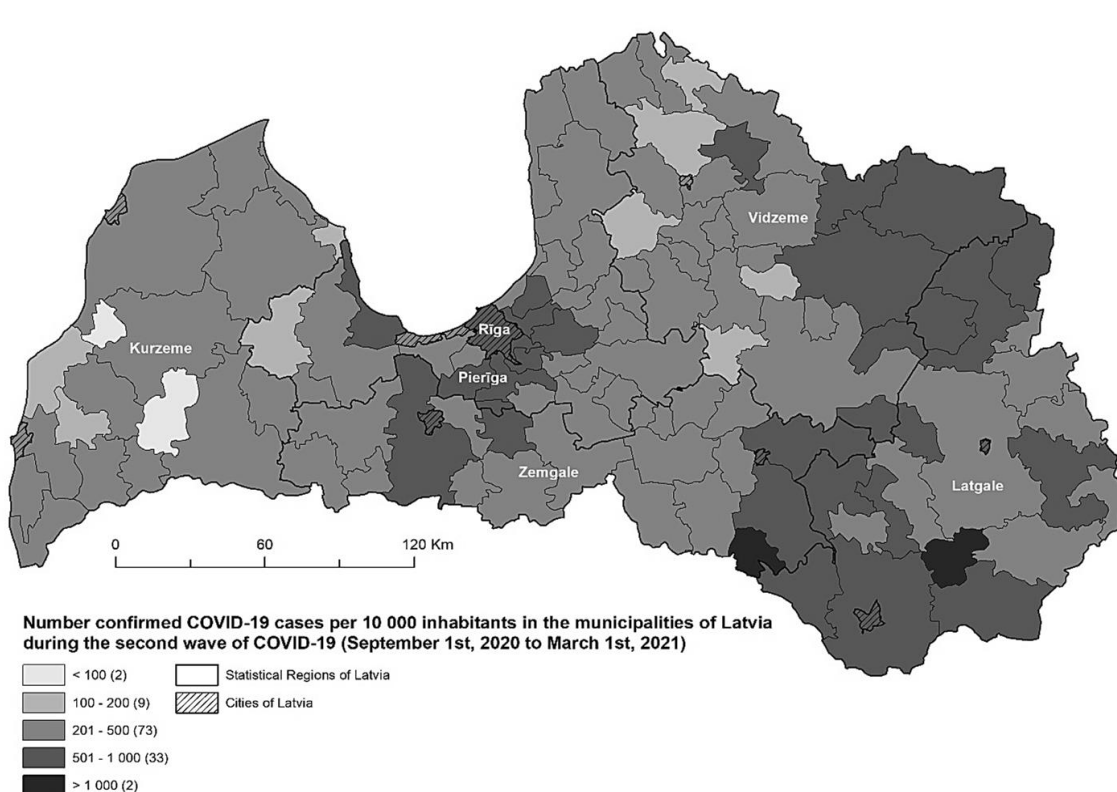 Vidzeme
Rīga
Kurzeme
Pierīga
Zemgale
Latgale
0 60 120 Km
Number confirmed COVID-19 cases per 10 000 inhabitants in the municipalities of Latvia
during the second wave of COVID-19 (September 1st, 2020 to March 1st, 2021)
< 100 (2) Statistical Regions of Latvia
100 - 200 (9) Cities of Latvia
201 - 500 (73)
501 - 1 000 (33)
> 1 000 (2)